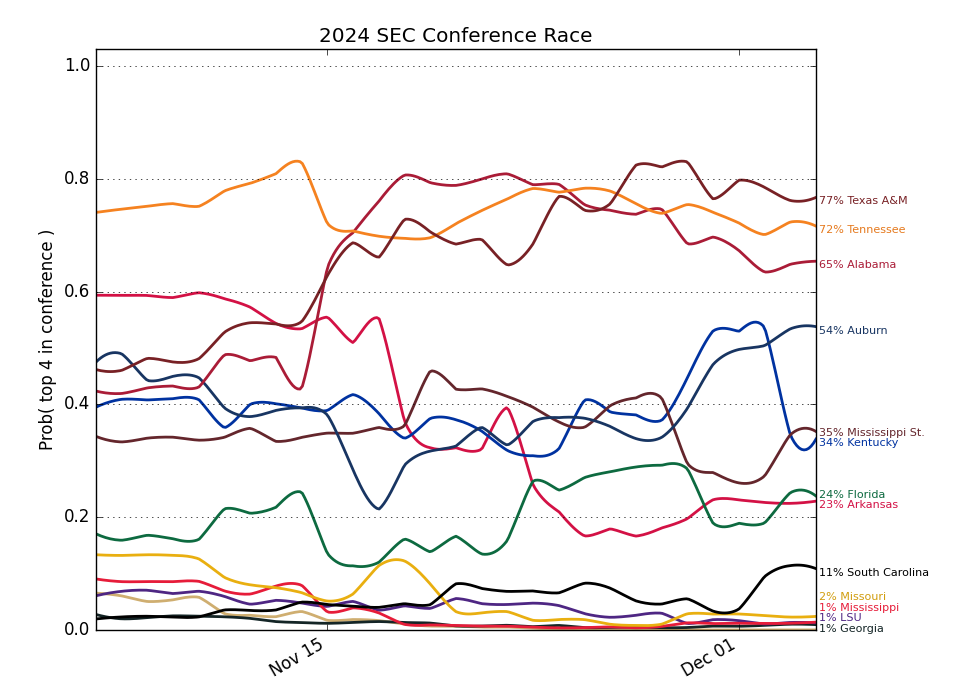 2024 SEC Conference Race
Prob( top 4 in conference )
1.0
0.8
0.6
0.4
0.2
0.0
Nov 15
Dec 01
77% Texas A&M
72% Tennessee
65% Alabama
54% Auburn
35% Mississippi St.
34% Kentucky
24% Florida
23% Arkansas
11% South Carolina
2% Missouri
1% Mississippi
1% LSU
1% Georgia